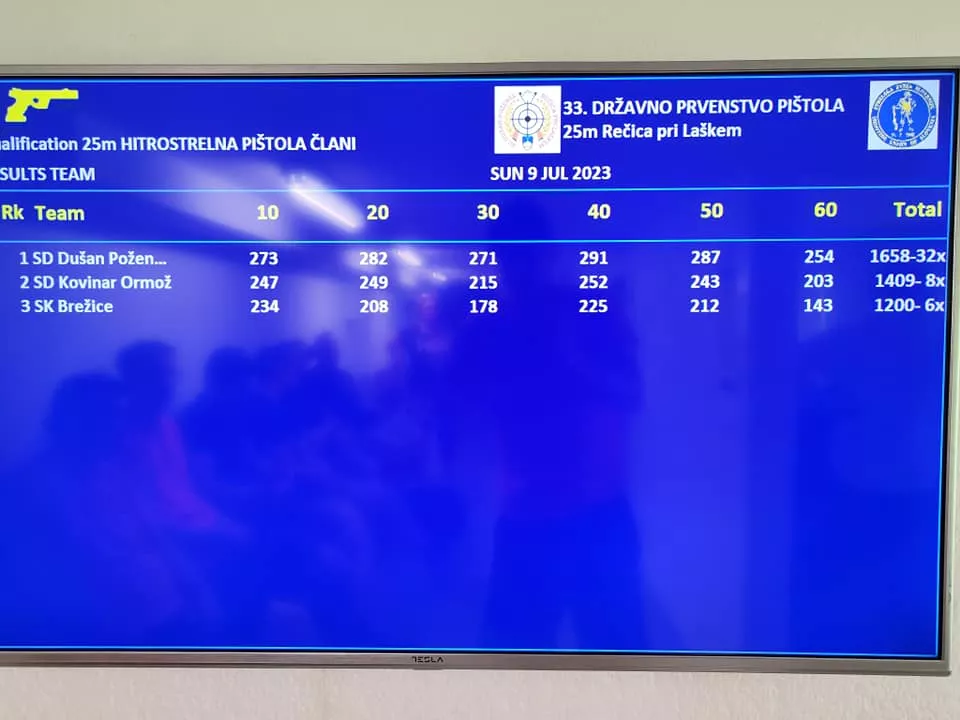 33. DRŽAVNO PRVENSTVO PIŠTOLA
25m Rečica pri Laškem
alification 25m HITROSTRELNA PIŠTOLA ČLANI
SULTS TEAM SUN 9 JUL 2023
Rk Team 10 20 30 40 50 60 Total
1 SD Dušan Požen... 273 282 271 291 287 254 1658-32x
2 SD Kovinar Ormož 247 249 215 252 243 203 1409- 8x
3 SK Brežice 234 208 178 225 212 143 1200- 6x
TESLA